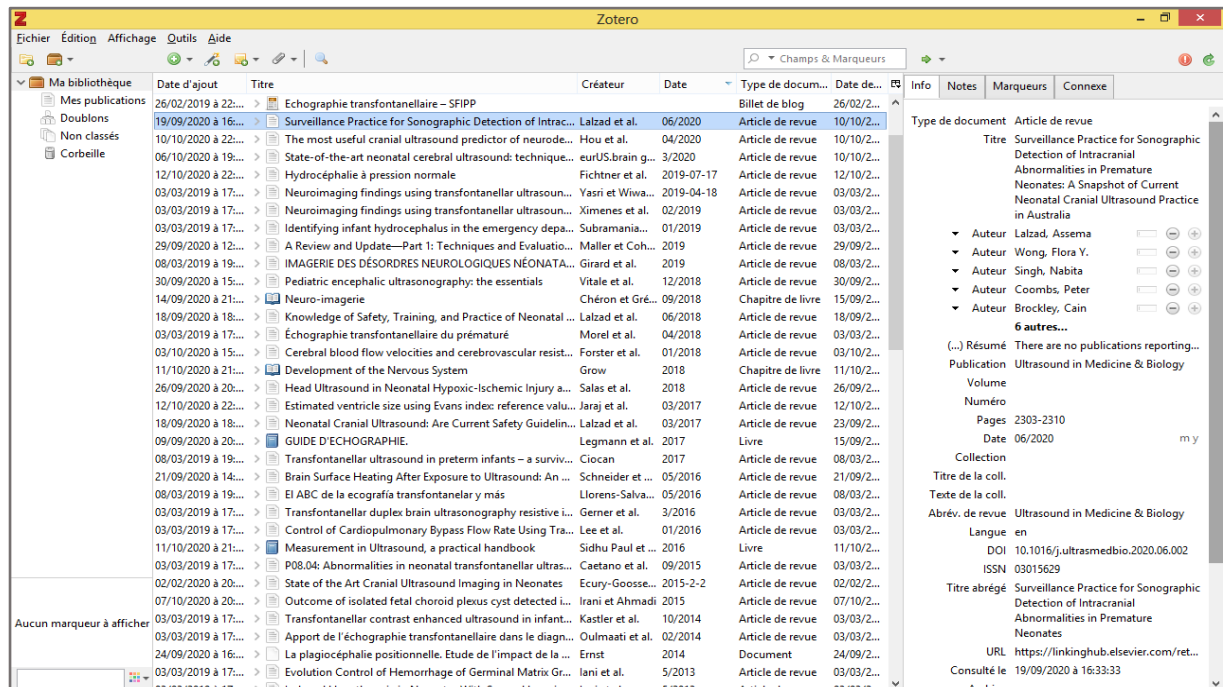 Zotero
Fichier Édition Affichage Outils Aide
Champs & Marqueurs
Ma bibliothèque
Mes publications
Doublons
Non classés
Corbeille
Aucun marqueur à afficher
Date d'ajout Titre Créateur Date Type de docum... Date de...
26/02/2019 à 22:... Echographie transfontanellaire – SFIPP Billet de blog 26/02/2...
19/09/2020 à 16:... Surveillance Practice for Sonographic Detection of Intrac... Lalzad et al. 06/2020 Article de revue 10/10/2...
10/10/2020 à 22:... The most useful cranial ultrasound predictor of neurode... Hou et al. 04/2020 Article de revue 10/10/2...
06/10/2020 à 19:... State-of-the-art neonatal cerebral ultrasound: technique... eurUS.brain g... 3/2020 Article de revue 10/10/2...
12/10/2020 à 22:... Hydrocéphalie à pression normale Fichtner et al. 2019-07-17 Article de revue 12/10/2...
03/03/2019 à 17:... Neuroimaging findings using transfontanellar ultrasoun... Yasri et Wiwa... 2019-04-18 Article de revue 03/03/2...
03/03/2019 à 17:... Neuroimaging findings using transfontanellar ultrasoun... Ximenes et al. 02/2019 Article de revue 03/03/2...
03/03/2019 à 17:... Identifying infant hydrocephalus in the emergency depa... Subramania... 01/2019 Article de revue 03/03/2...
29/09/2020 à 12:... A Review and Update—Part 1: Techniques and Evaluatio... Maller et Coh... 2019 Article de revue 29/09/2...
08/03/2019 à 19:... IMAGERIE DES DÉSORDRES NEUROLOGIQUES NÉONATA... Girard et al. 2019 Article de revue 08/03/2...
30/09/2020 à 15:... Pediatric encephalic ultrasonography: the essentials Vitale et al. 12/2018 Article de revue 30/09/2...
14/09/2020 à 21:... Neuro-imagerie Chéron et Gré... 09/2018 Chapitre de livre 15/09/2...
18/09/2020 à 18:... Knowledge of Safety, Training, and Practice of Neonatal ... Lalzad et al. 06/2018 Article de revue 18/09/2...
03/03/2019 à 17:... Échographie transfontanellaire du prématuré Morel et al. 04/2018 Article de revue 03/03/2...
03/10/2020 à 15:... Cerebral blood flow velocities and cerebrovascular resist... Forster et al. 01/2018 Article de revue 03/10/2...
11/10/2020 à 21:... Development of the Nervous System Grow 2018 Chapitre de livre 11/10/2...
26/09/2020 à 20:... Head Ultrasound in Neonatal Hypoxic-Ischemic Injury a... Salas et al. 2018 Article de revue 26/09/2...
12/10/2020 à 22:... Estimated ventricle size using Evans index: reference valu... Jaraj et al. 03/2017 Article de revue 12/10/2...
18/09/2020 à 18:... Neonatal Cranial Ultrasound: Are Current Safety Guidelin... Lalzad et al. 03/2017 Article de revue 23/09/2...
09/09/2020 à 20:... GUIDE D'ECHOGRAPHIE. Legmann et al. 2017 Livre 15/09/2...
08/03/2019 à 19:... Transfontanellar ultrasound in preterm infants – a surviv... Ciocan 2017 Article de revue 08/03/2...
21/09/2020 à 14:... Brain Surface Heating After Exposure to Ultrasound: An ... Schneider et ... 05/2016 Article de revue 21/09/2...
08/03/2019 à 19:... El ABC de la ecografía transfontanelar y más Llorens-Salva... 05/2016 Article de revue 08/03/2...
03/03/2019 à 17:... Transfontanellar duplex brain ultrasonography resistive i... Gerner et al. 3/2016 Article de revue 03/03/2...
03/03/2019 à 17:... Control of Cardiopulmonary Bypass Flow Rate Using Tra... Lee et al. 01/2016 Article de revue 03/03/2...
11/10/2020 à 21:... Measurement in Ultrasound, a practical handbook Sidhu Paul et ... 2016 Livre 11/10/2...
03/03/2019 à 17:... P08.04: Abnormalities in neonatal transfontanellar ultras... Caetano et al. 09/2015 Article de revue 03/03/2...
02/02/2020 à 20:... State of the Art Cranial Ultrasound Imaging in Neonates Ecury-Goosse... 2015-2-2 Article de revue 02/02/2...
07/10/2020 à 20:... Outcome of isolated fetal choroid plexus cyst detected i... Irani et Ahmadi 2015 Article de revue 07/10/2...
03/03/2019 à 17:... Transfontanellar contrast enhanced ultrasound in infant... Kastler et al. 10/2014 Article de revue 03/03/2...
03/03/2019 à 17:... Apport de l'échographie transfontanellaire dans le diagn... Oulmaati et al. 02/2014 Article de revue 03/03/2...
24/09/2020 à 16:... La plagiocéphalie positionnelle. Etude de l'impact de la ... Ernst 2014 Document 24/09/2...
03/03/2019 à 17:... Evolution Control of Hemorrhage of Germinal Matrix Gr... Iani et al. 5/2013 Article de revue 03/03/2...
Info Notes Marqueurs Connexe
Type de document Article de revue
Titre Surveillance Practice for Sonographic
Detection of Intracranial
Abnormalities in Premature
Neonates: A Snapshot of Current
Neonatal Cranial Ultrasound Practice
in Australia
Auteur Lalzad, Assema
Auteur Wong, Flora Y.
Auteur Singh, Nabita
Auteur Coombs, Peter
Auteur Brockley, Cain
6 autres...
(...) Résumé There are no publications reporting...
Publication Ultrasound in Medicine & Biology
Volume
Numéro
Pages 2303-2310
Date 06/2020 m y
Collection
Titre de la coll.
Texte de la coll.
Abrév. de revue Ultrasound in Medicine & Biology
Langue en
DOI 10.1016/j.ultrasmedbio.2020.06.002
ISSN 03015629
Titre abrégé Surveillance Practice for Sonographic
Detection of Intracranial
Abnormalities in Premature
Neonates
URL https://linkinghub.elsevier.com/ret...
Consulté le 19/09/2020 à 16:33:33